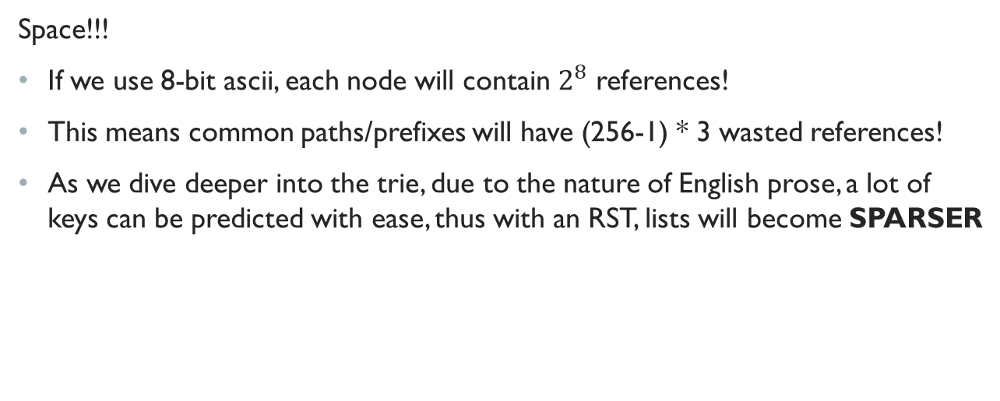 Space!!!
• If we use 8-bit ascii, each node will contain 2⁸ references!
• This means common paths/prefixes will have (256-1) * 3 wasted references!
• As we dive deeper into the trie, due to the nature of English prose, a lot of
keys can be predicted with ease, thus with an RST, lists will become SPARSER